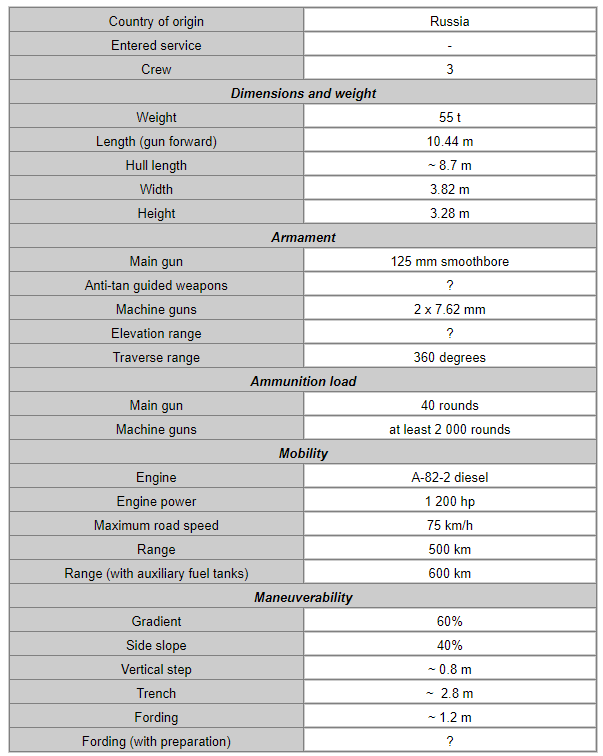 Country of origin Russia
Entered service -
Crew 3
Dimensions and weight
Weight 55 t
Length (gun forward) 10.44 m
Hull length ~ 8.7 m
Width 3.82 m
Height 3.28 m
Armament
Main gun 125 mm smoothbore
Anti-tan guided weapons ?
Machine guns 2 x 7.62 mm
Elevation range ?
Traverse range 360 degrees
Ammunition load
Main gun 40 rounds
Machine guns at least 2 000 rounds
Mobility
Engine A-82-2 diesel
Engine power 1 200 hp
Maximum road speed 75 km/h
Range 500 km
Range (with auxiliary fuel tanks) 600 km
Maneuverability
Gradient 60%
Side slope 40%
Vertical step ~ 0.8 m
Trench ~ 2.8 m
Fording ~ 1.2 m
Fording (with preparation) ?